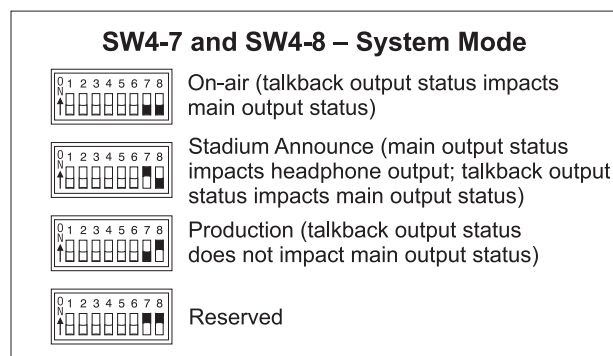 SW4-7 and SW4-8 – System Mode
O
N 1 2 3 4 5 6 7 8
On-air (talkback output status impacts
main output status)
O
N 1 2 3 4 5 6 7 8
Stadium Announce (main output status
impacts headphone output; talkback output
status impacts main output status)
O
N 1 2 3 4 5 6 7 8
Production (talkback output status
does not impact main output status)
O
N 1 2 3 4 5 6 7 8
Reserved